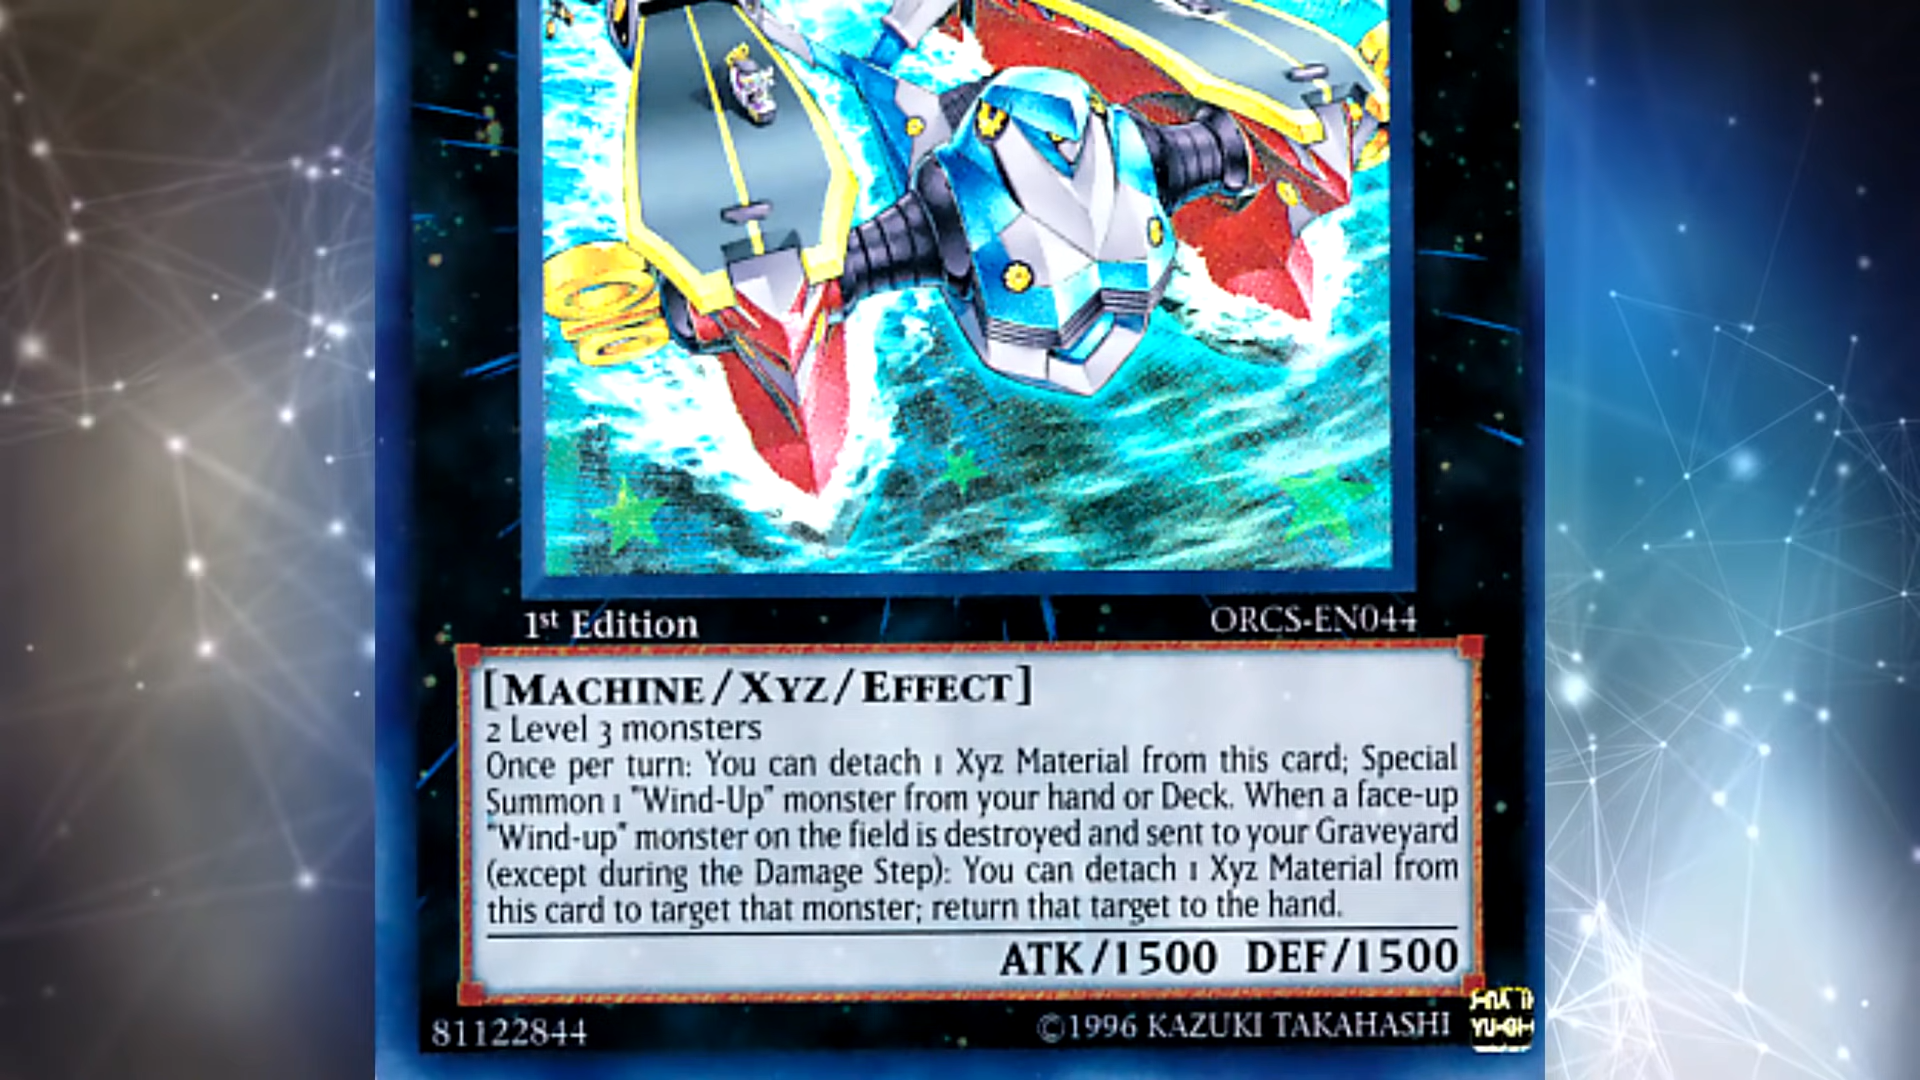 1st Edition
ORCS-EN044
[MACHINE/XYZ/EFFECT]
2 Level 3 monsters
Once per turn: You can detach 1 Xyz Material from this card; Special
Summon 1 "Wind-Up" monster from your hand or Deck. When a face-up
"Wind-up" monster on the field is destroyed and sent to your Graveyard
(except during the Damage Step): You can detach 1 Xyz Material from
this card to target that monster; return that target to the hand.
ATK/1500 DEF/1500
81122844
©1996 KAZUKI TAKAHASHI